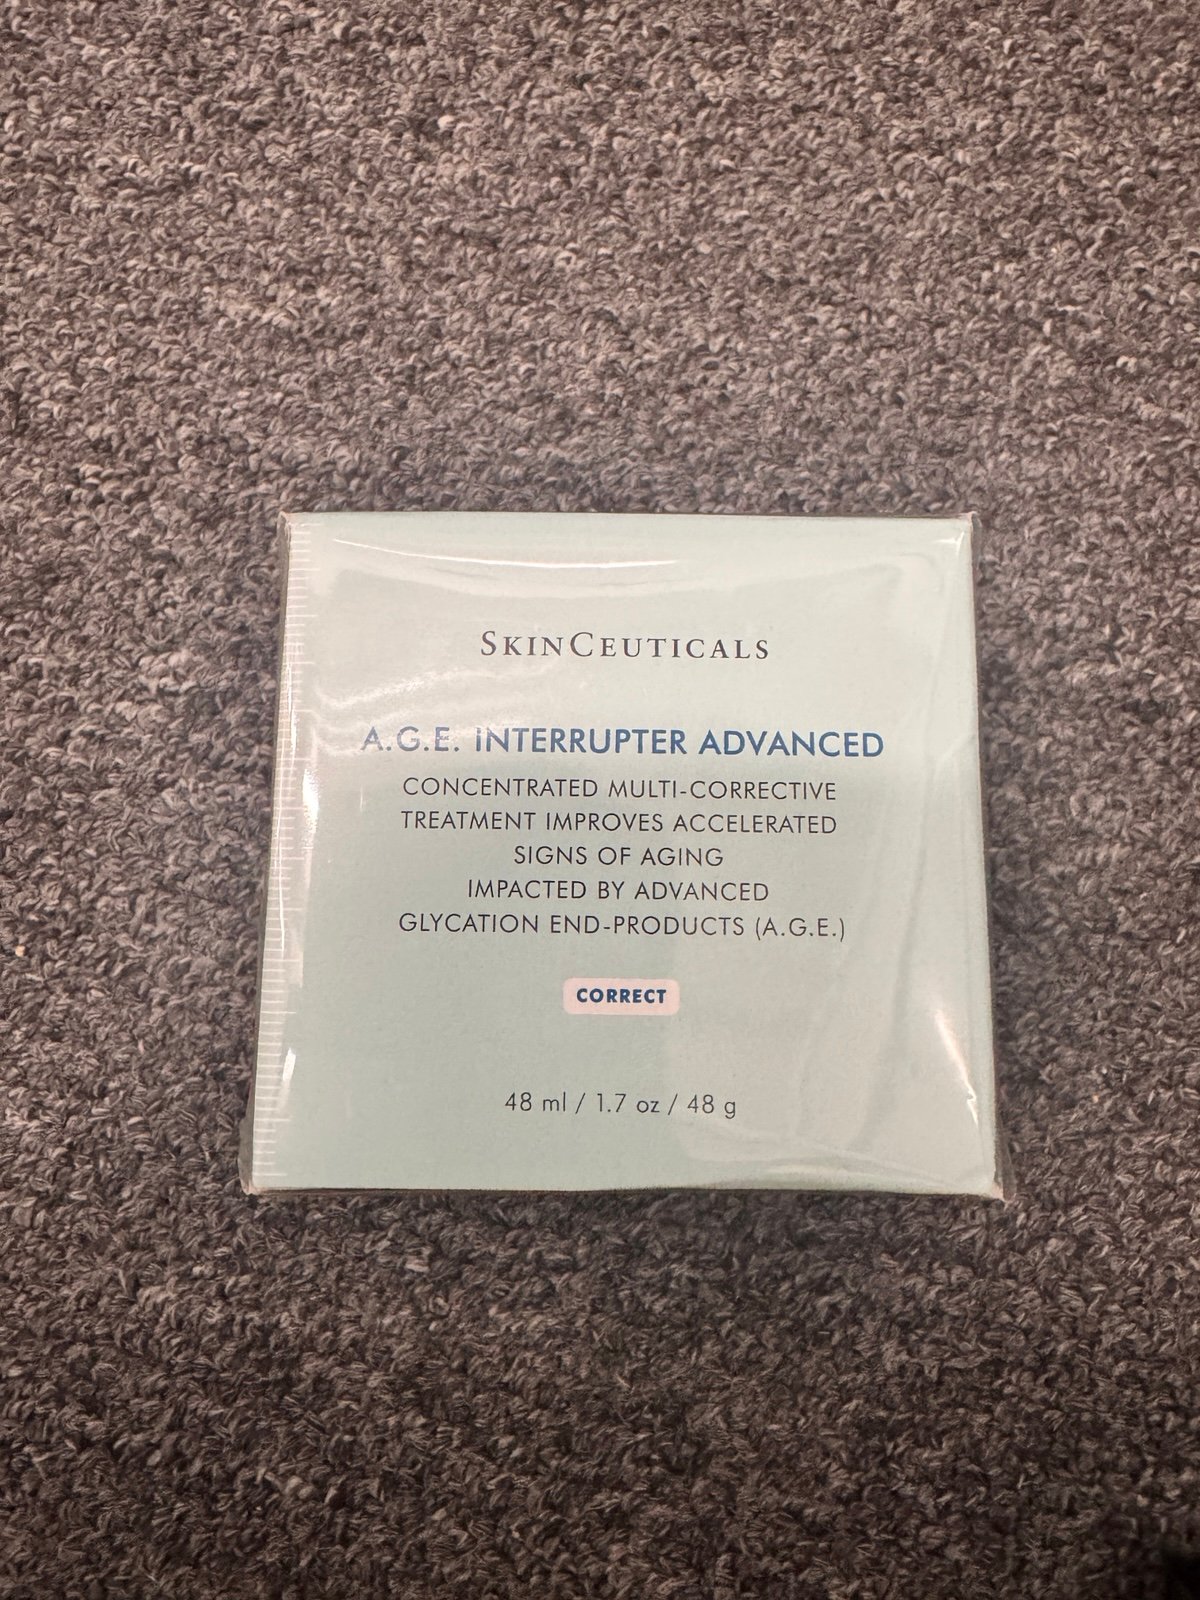 SKINCEUTICALS
A.G.E. INTERRUPTER ADVANCED
CONCENTRATED MULTI-CORRECTIVE
TREATMENT IMPROVES ACCELERATED
SIGNS OF AGING
IMPACTED BY ADVANCED
GLYCATION END-PRODUCTS (A.G.E.)
CORRECT
48 ml / 1.7 oz / 48 g